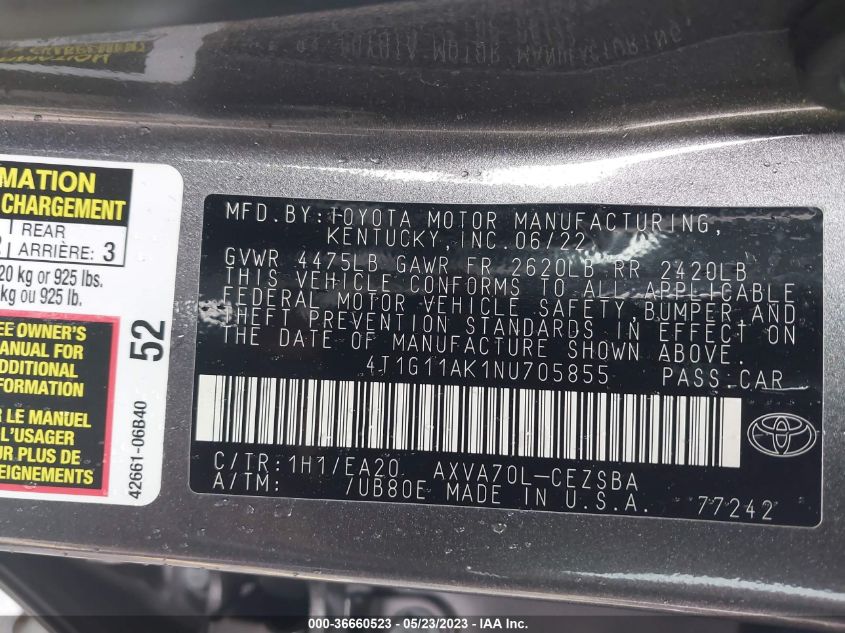 MATION
CHARGEMENT
REAR
ARRIÈRE: 3
20 kg or 925 lbs.
kg ou 925 lb.
EE OWNER'S
MANUAL FOR
ADDITIONAL
R LE MANUEL
L'USAGER
UR PLUS DE
EIGNEMENTS
52
42661-06B40
MFD.BY:TOYOTA MOTOR MANUFACTURING,
KENTUCKY,INC.06/22
GVWR 4475LB GAWR FR 2620LB RR 2420LB
THIS VEHICLE CONFORMS TO ALL APPLICABLE
FEDERAL MOTOR VEHICLE SAFETY,BUMPER AND
THEFT PREVENTION STANDARDS IN EFFECT ON
THE DATE OF MANUFACTURE SHOWN ABOVE.
4T1G11AK1NU705855 PASS.CAR
C/TR:1H1/EA20 AXVA70L-CEZSBA
A/TM: 7UB80E MADE IN U.S.A. 77242
000-36660523 - 05/23/2023 - IAA Inc.